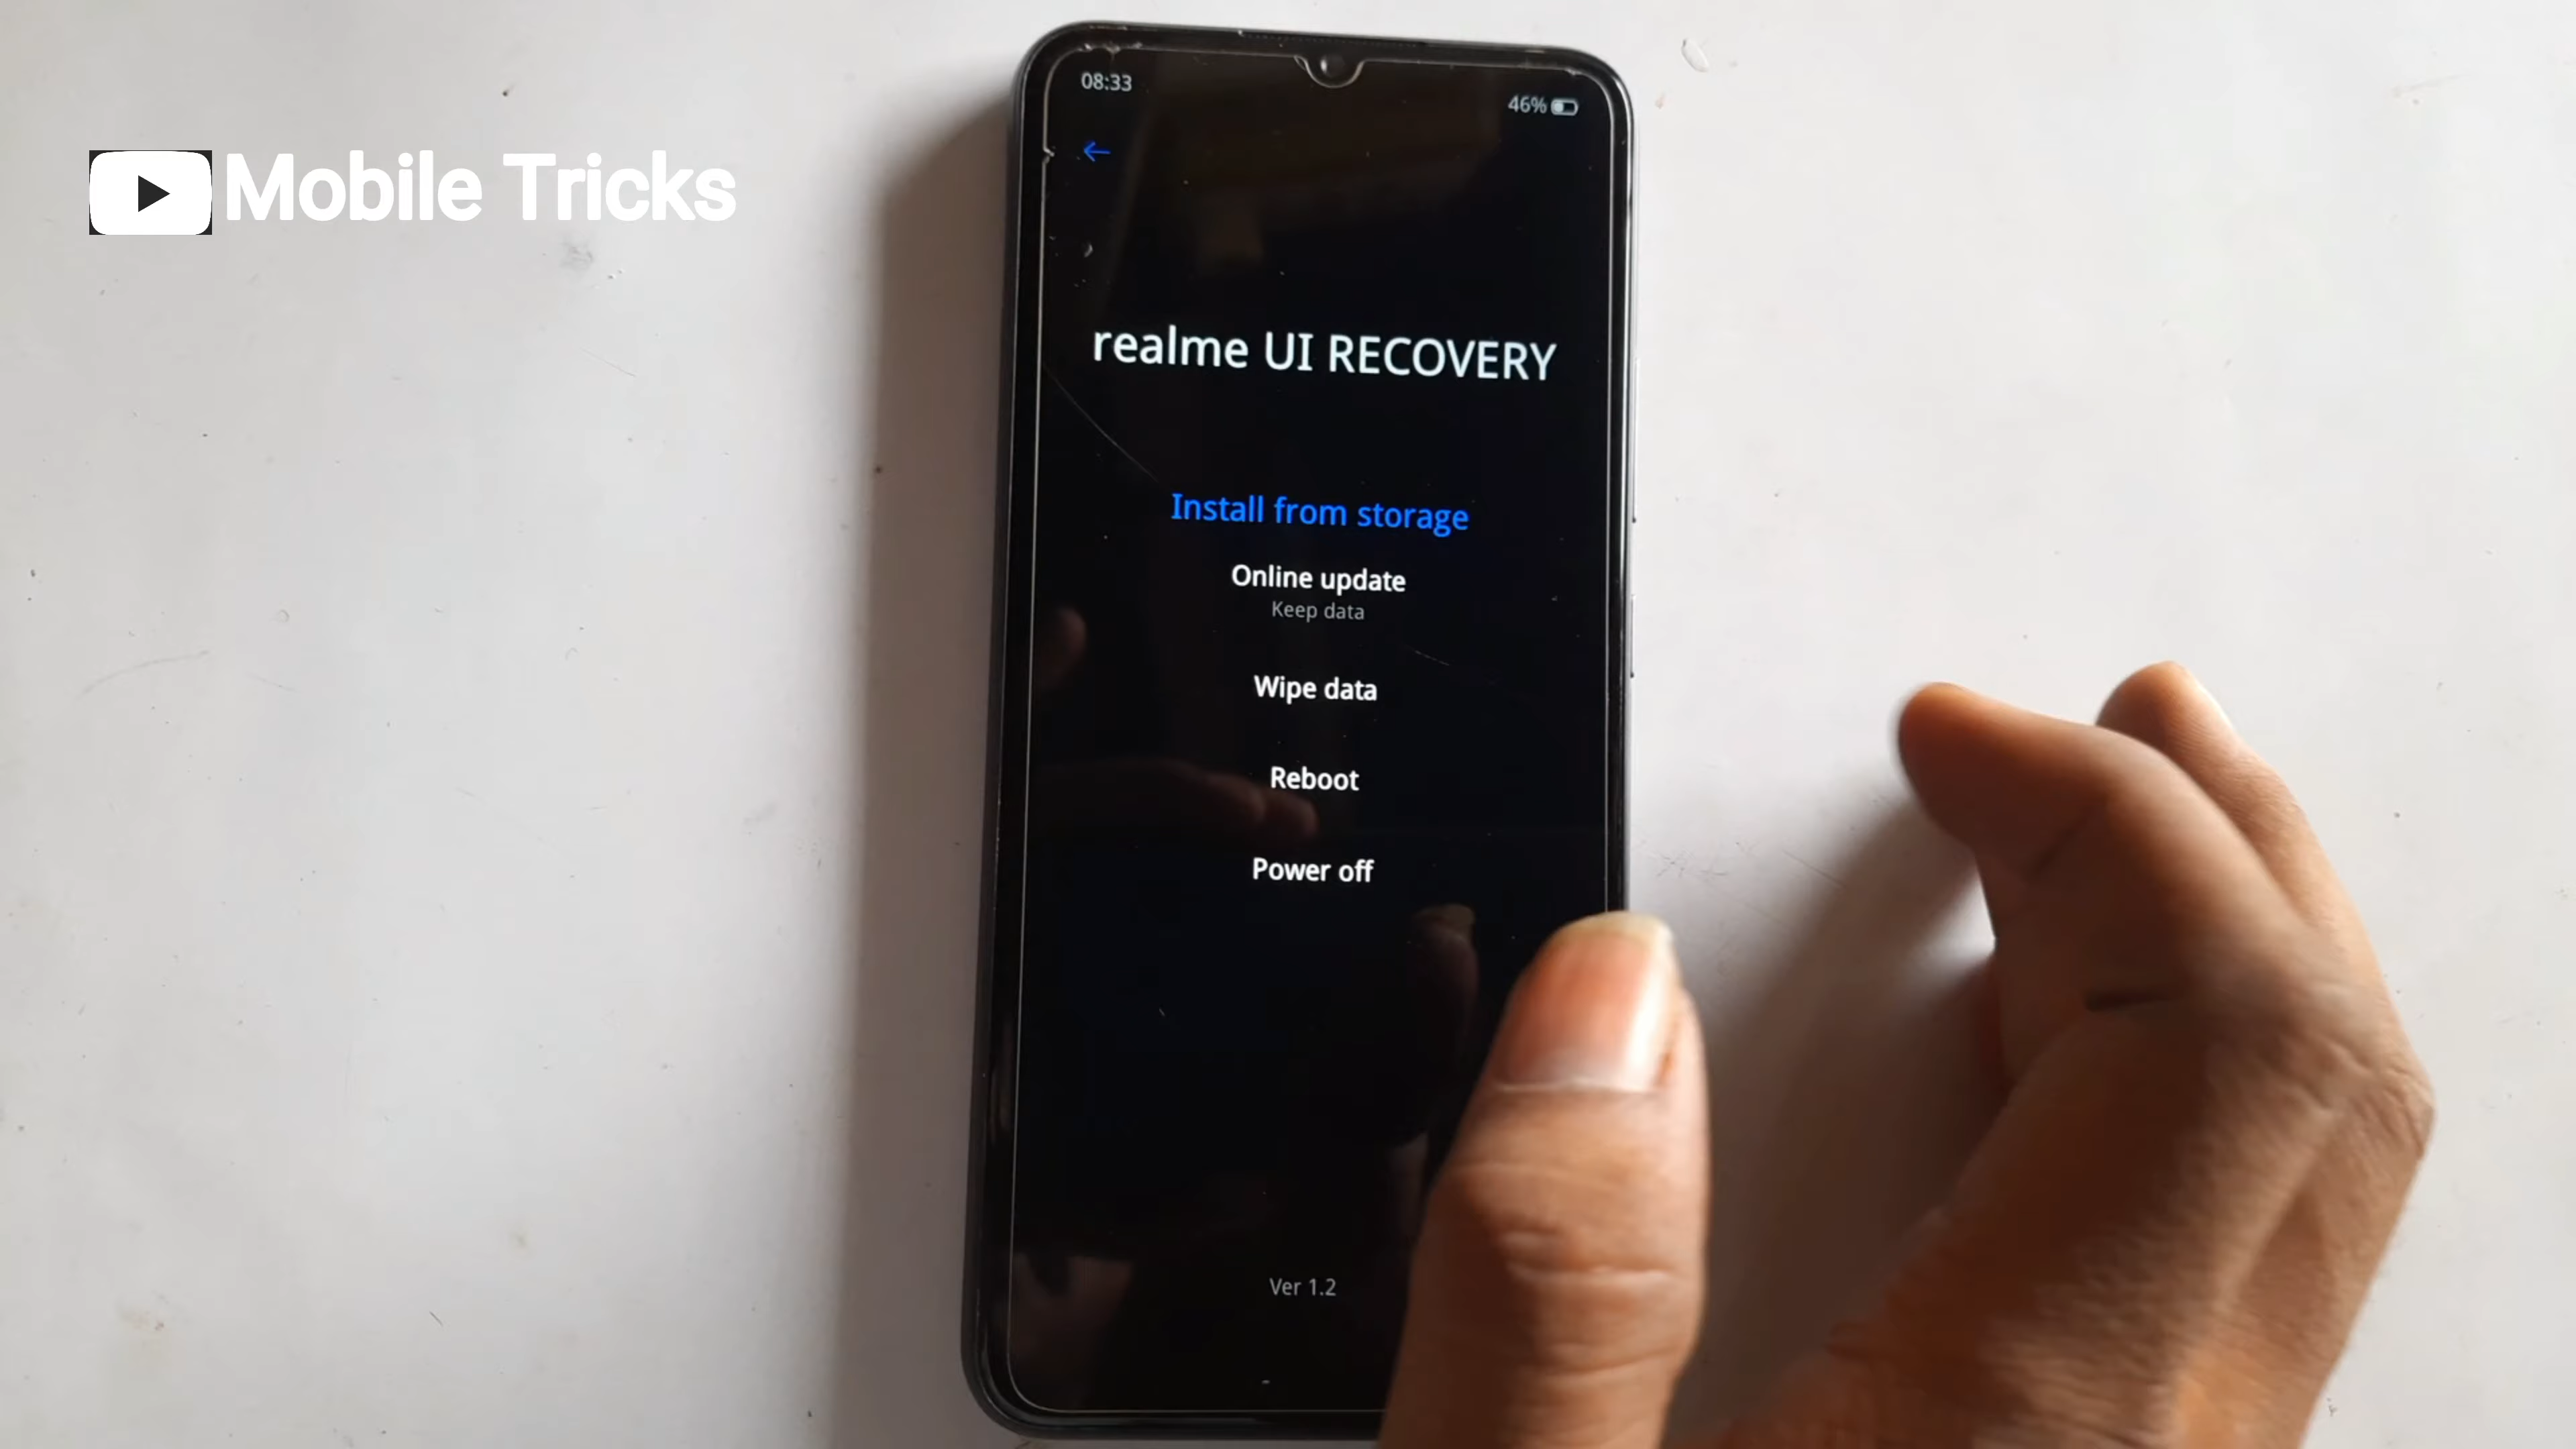 Mobile Tricks
08:33
46%
realme UI RECOVERY
Install from storage
Online update
Keep data
Wipe data
Reboot
Power off
Ver 1.2